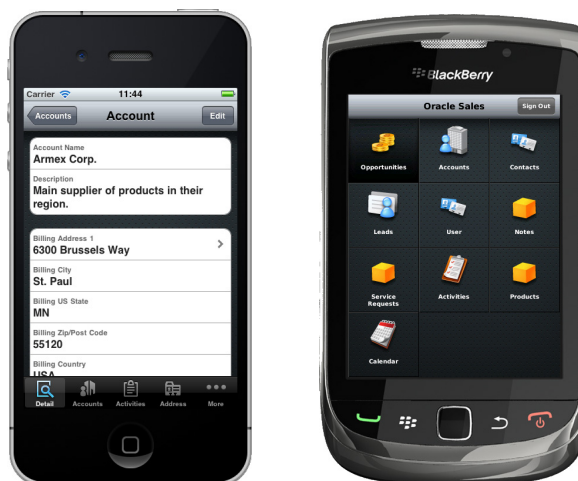 Carrier 11:44
Accounts Account Edit
Account Name
Armex Corp.
Description
Main supplier of products in their
region.
Billing Address 1
6300 Brussels Way
Billing City
St. Paul
Billing US State
MN
Billing Zip/Post Code
55120
Billing Country
USA
Detail Accounts Activities Address More
BlackBerry
Oracle Sales Sign Out
Opportunities Accounts Contacts
Leads User Notes
Service
Requests Activities Products
Calendar